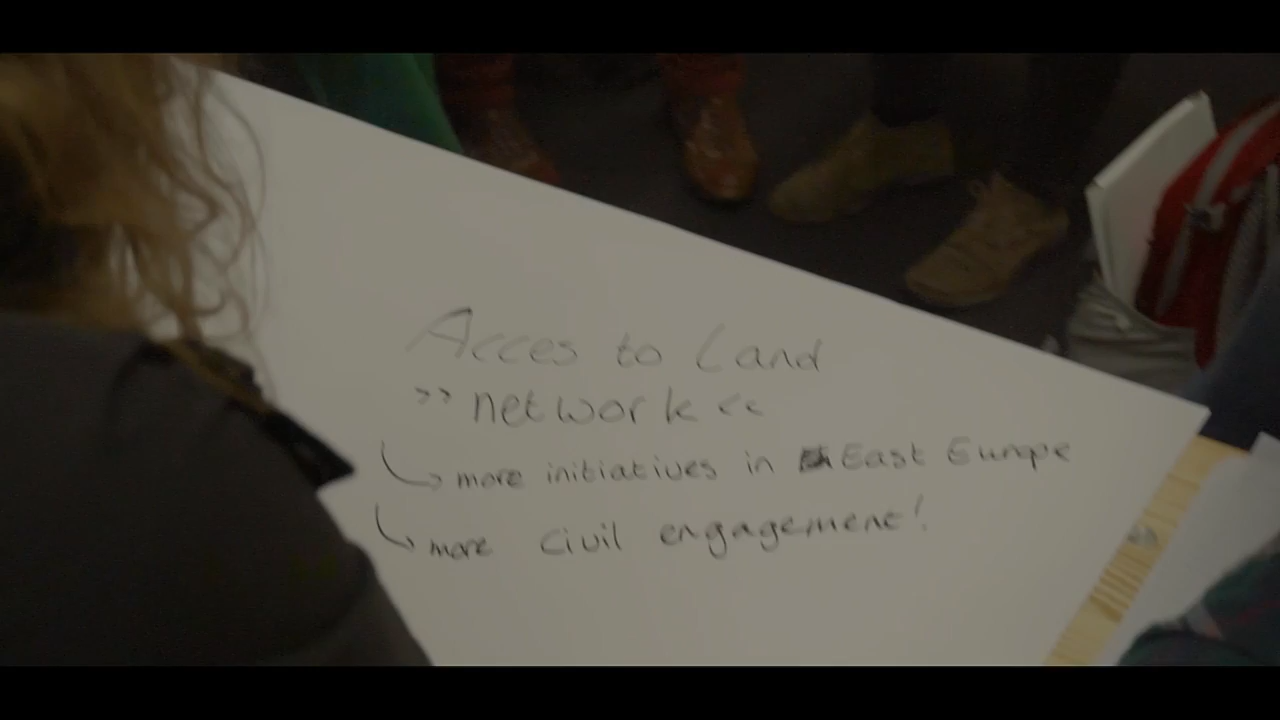 Acces to Land
>> network <<
↳ more initiatives in East Europe
↳ more civil engagement!